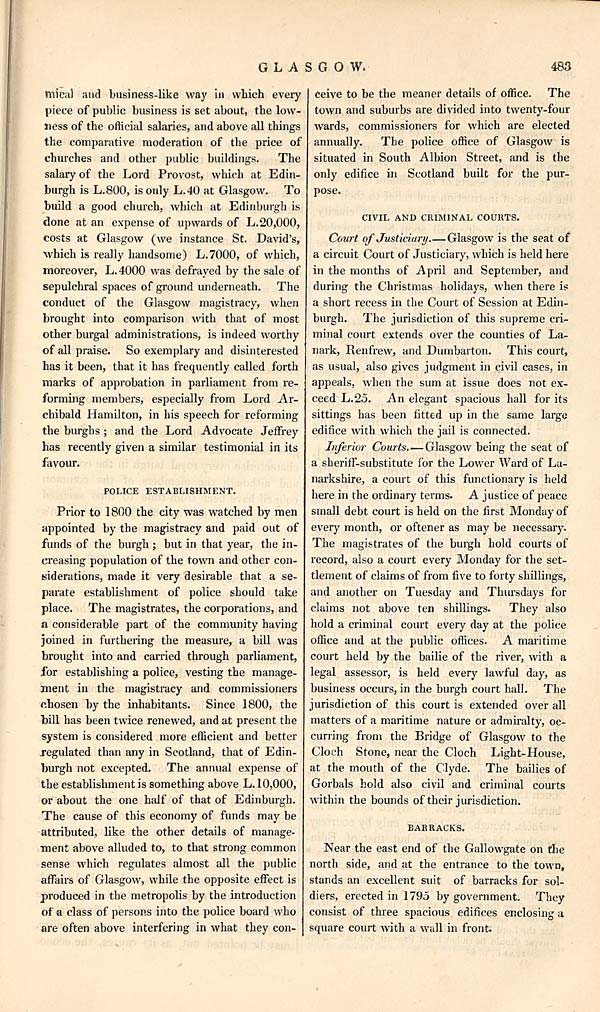 GLASGOW.
483
mical and business-like way in which every
piece of public business is set about, the low-
ness of the official salaries, and above all things
the comparative moderation of the price of
churches and other public buildings. The
salary of the Lord Provost, which at Edin-
burgh is L.800, is only L.40 at Glasgow. To
build a good church, which at Edinburgh is
done at an expense of upwards of L.20,000,
costs at Glasgow (we instance St. David's,
which is really handsome) L.7000, of which,
moreover, L.4000 was defrayed by the sale of
sepulchral spaces of ground underneath. The
conduct of the Glasgow magistracy, when
brought into comparison with that of most
other burgal administrations, is indeed worthy
of all praise. So exemplary and disinterested
has it been, that it has frequently called forth
marks of approbation in parliament from re-
forming members, especially from Lord Ar-
chibald Hamilton, in his speech for reforming
the burghs; and the Lord Advocate Jeffrey
has recently given a similar testimonial in its
favour.
POLICE ESTABLISHMENT.
Prior to 1800 the city was watched by men
appointed by the magistracy and paid out of
funds of the burgh; but in that year, the in-
creasing population of the town and other con-
siderations, made it very desirable that a se-
parate establishment of police should take
place. The magistrates, the corporations, and
a considerable part of the community having
joined in furthering the measure, a bill was
brought into and carried through parliament,
for establishing a police, vesting the manage-
ment in the magistracy and commissioners
chosen by the inhabitants. Since 1800, the
bill has been twice renewed, and at present the
system is considered more efficient and better
regulated than any in Scotland, that of Edin-
burgh not excepted. The annual expense of
the establishment is something above L.10,000,
or about the one half of that of Edinburgh.
The cause of this economy of funds may be
attributed, like the other details of manage-
ment above alluded to, to that strong common
sense which regulates almost all the public
affairs of Glasgow, while the opposite effect is
produced in the metropolis by the introduction
of a class of persons into the police board who
are often above interfering in what they con-
ceive to be the meaner details of office. The
town and suburbs are divided into twenty-four
wards, commissioners for which are elected
annually. The police office of Glasgow is
situated in South Albion Street, and is the
only edifice in Scotland built for the pur-
pose.
CIVIL AND CRIMINAL COURTS.
Court of Justiciary.—Glasgow is the seat of
a circuit Court of Justiciary, which is held here
in the months of April and September, and
during the Christmas holidays, when there is
a short recess in the Court of Session at Edin-
burgh. The jurisdiction of this supreme cri-
minal court extends over the counties of La-
nark, Renfrew, and Dumbarton. This court,
as usual, also gives judgment in civil cases, in
appeals, when the sum at issue does not ex-
ceed L.25. An elegant spacious hall for its
sittings has been fitted up in the same large
edifice with which the jail is connected.
Inferior Courts.—Glasgow being the seat of
a sheriff-substitute for the Lower Ward of La-
narkshire, a court of this functionary is held
here in the ordinary terms. A justice of peace
small debt court is held on the first Monday of
every month, or oftener as may be necessary.
The magistrates of the burgh hold courts of
record, also a court every Monday for the set-
tlement of claims of from five to forty shillings,
and another on Tuesday and Thursdays for
claims not above ten shillings. They also
hold a criminal court every day at the police
office and at the public offices. A maritime
court held by the bailie of the river, with a
legal assessor, is held every lawful day, as
business occurs, in the burgh court hall. The
jurisdiction of this court is extended over all
matters of a maritime nature or admiralty, oc-
curring from the Bridge of Glasgow to the
Cloch Stone, near the Cloch Light-House,
at the mouth of the Clyde. The bailies of
Gorbals hold also civil and criminal courts
within the bounds of their jurisdiction.
BARRACKS.
Near the east end of the Gallowgate on the
north side, and at the entrance to the town,
stands an excellent suit of barracks for sol-
diers, erected in 1795 by government. They
consist of three spacious edifices enclosing a
square court with a wall in front.